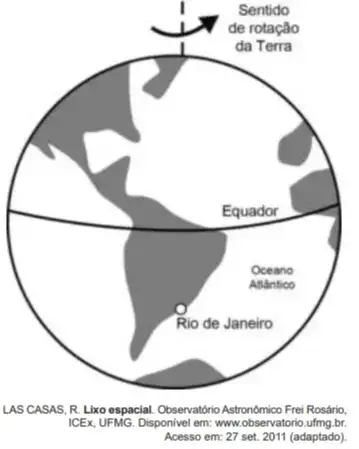 Sentido
de rotação
da Terra
Equador
Oceano
Atlântico
Rio de Janeiro
LAS CASAS, R. Lixo espacial. Observatório Astronômico Frei Rosário,
ICEx, UFMG. Disponível em: www.observatorio.ufmg.br.
Acesso em: 27 set. 2011 (adaptado).